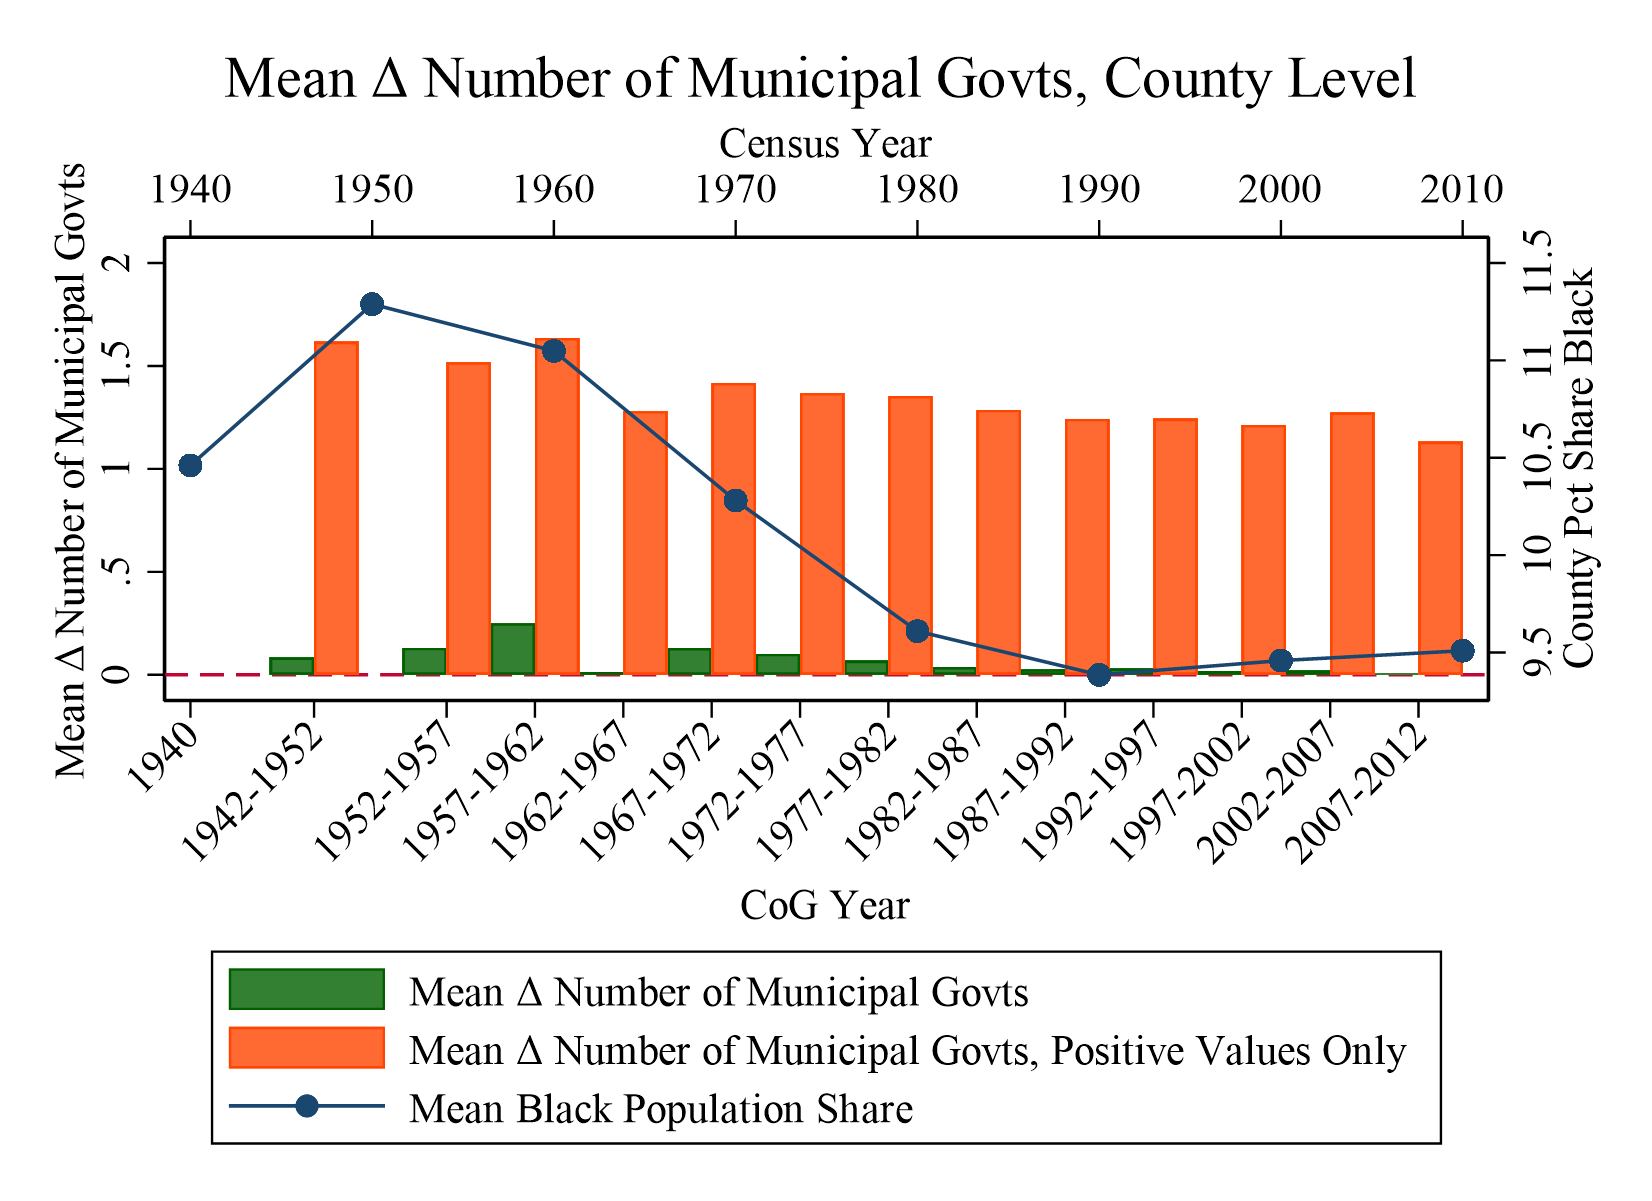 Mean Δ Number of Municipal Govts, County Level
Census Year
1940 1950 1960 1970 1980 1990 2000 2010
Mean Δ Number of Municipal Govts
2
1.5
1
.5
0
11.5
11
10.5
10
9.5
County Pct Share Black
1940
1942-1952
1952-1957
1957-1962
1962-1967
1967-1972
1972-1977
1977-1982
1982-1987
1987-1992
1992-1997
1997-2002
2002-2007
2007-2012
CoG Year
Mean Δ Number of Municipal Govts
Mean Δ Number of Municipal Govts, Positive Values Only
Mean Black Population Share